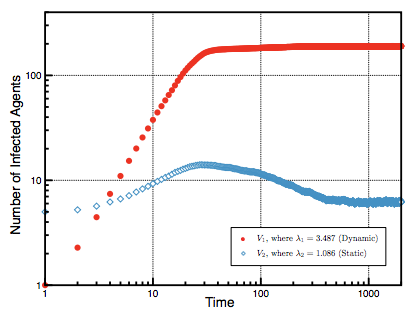 Number of Infected Agents
100
10
1
1
10
100
1000
Time
V₁, where λ₁ = 3.487 (Dynamic)
V₂, where λ₂ = 1.086 (Static)